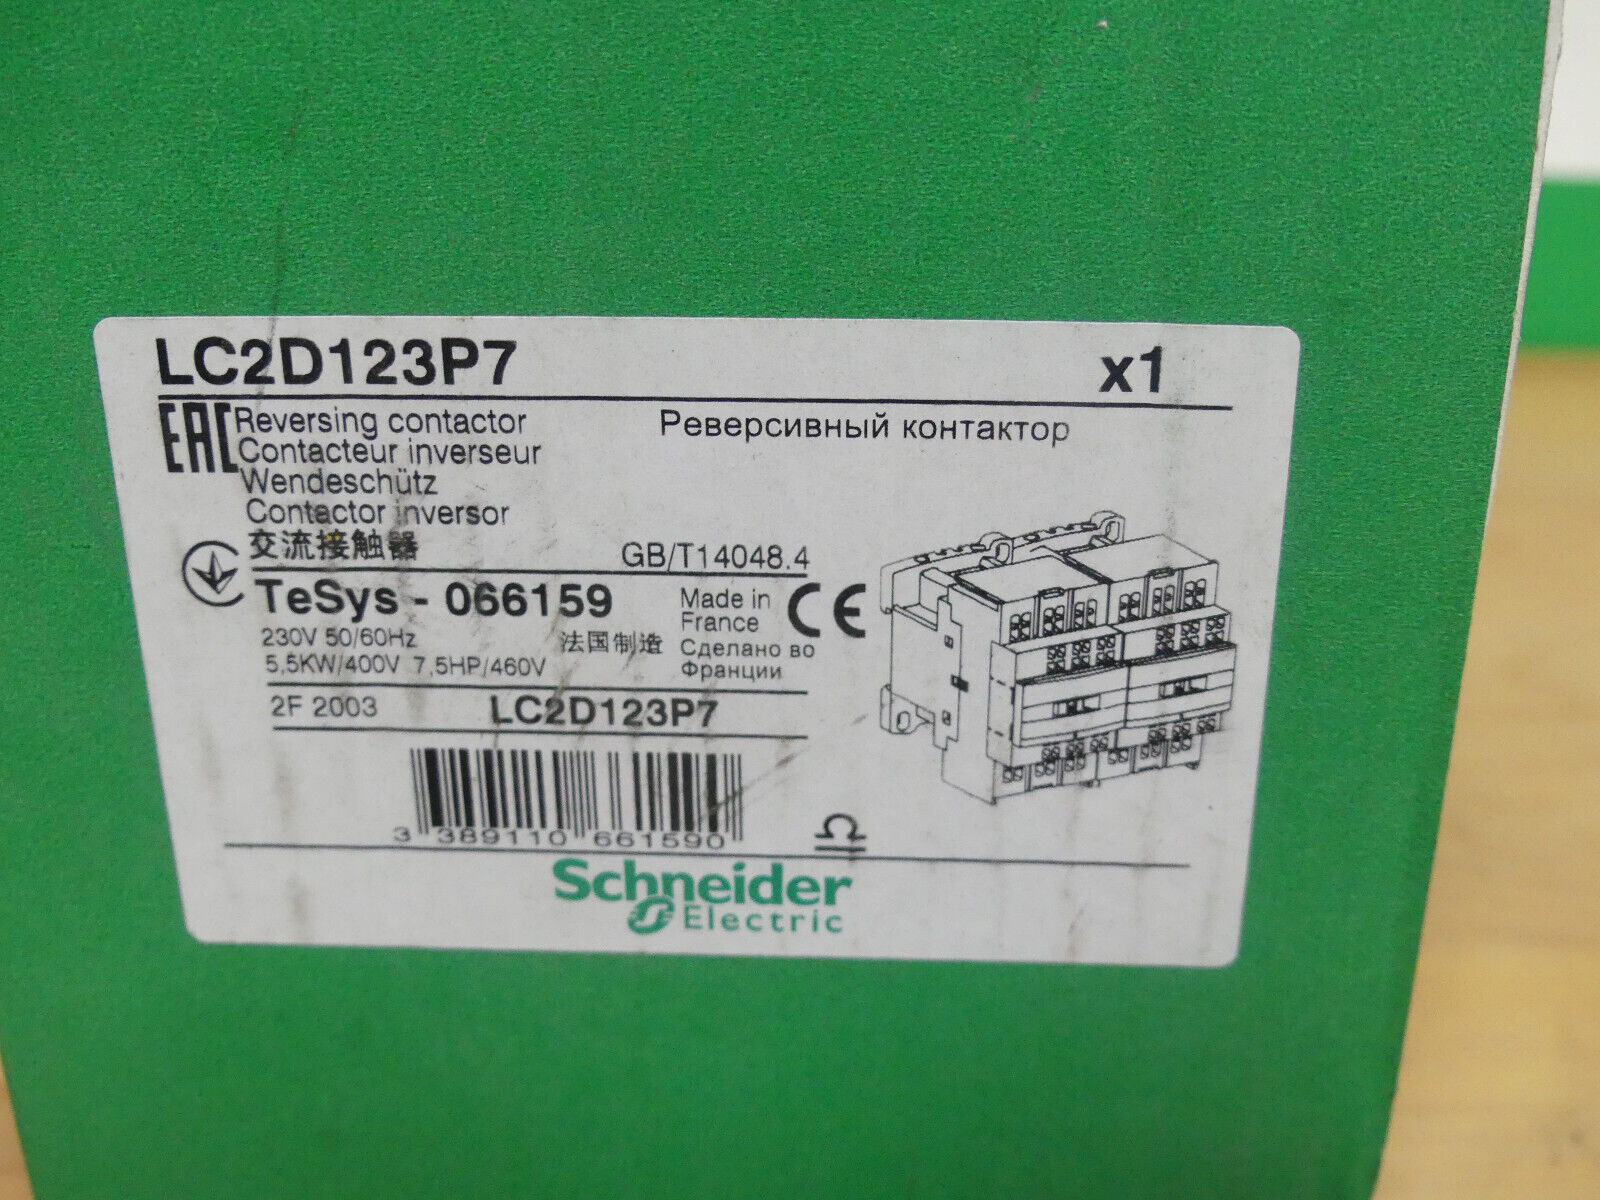 LC2D123P7 x1
EAC Reversing contactor Реверсивный контактор
Contacteur inverseur
Wendeschütz
Contactor inversor
交流接触器 GB/T14048.4
TeSys - 066159 Made in CE
France
230V 50/60Hz 法国制造 Сделано во
5,5KW/400V 7,5HP/460V Франции
2F 2003 LC2D123P7
3 389110 661590
Schneider
Electric